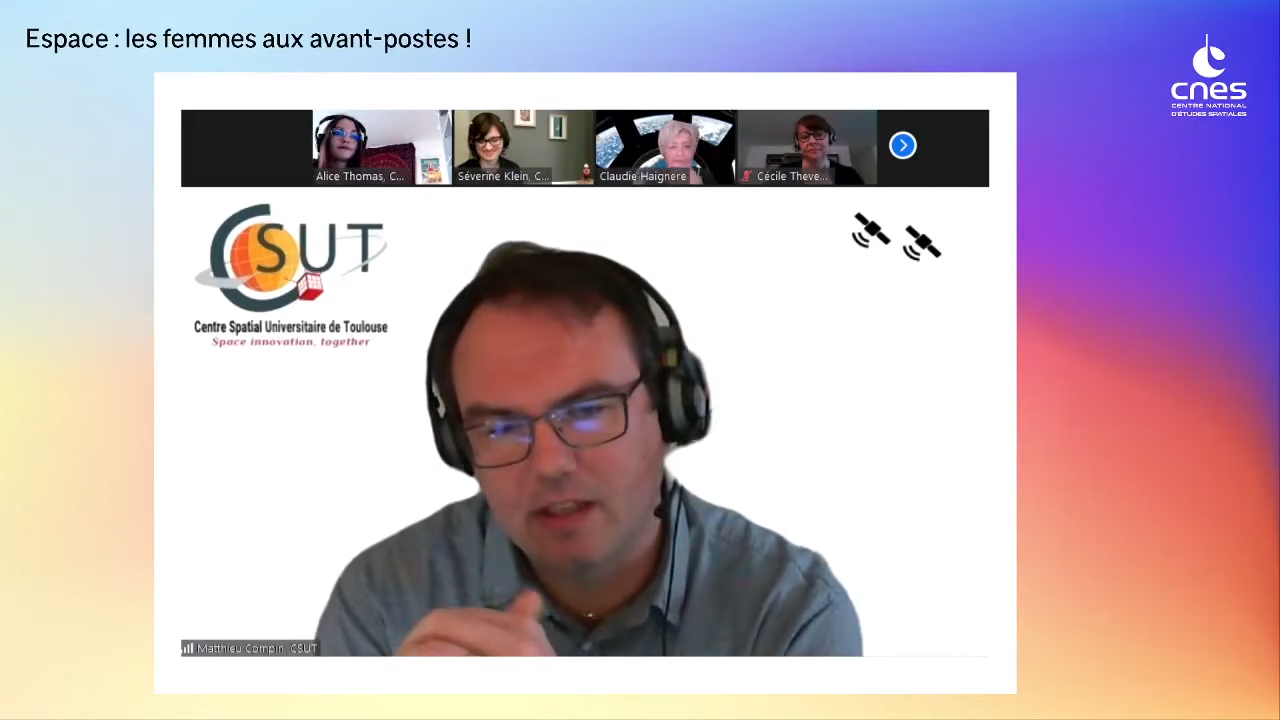 Espace : les femmes aux avant-postes !
cnes
CENTRE NATIONAL
D'ÉTUDES SPATIALES
Alice Thomas, C...
Séverine Klein, C...
Claudie Haignere
Cécile Theve...
CSUT
Centre Spatial Universitaire de Toulouse
Space innovation, together
Matthieu Compin CSUT